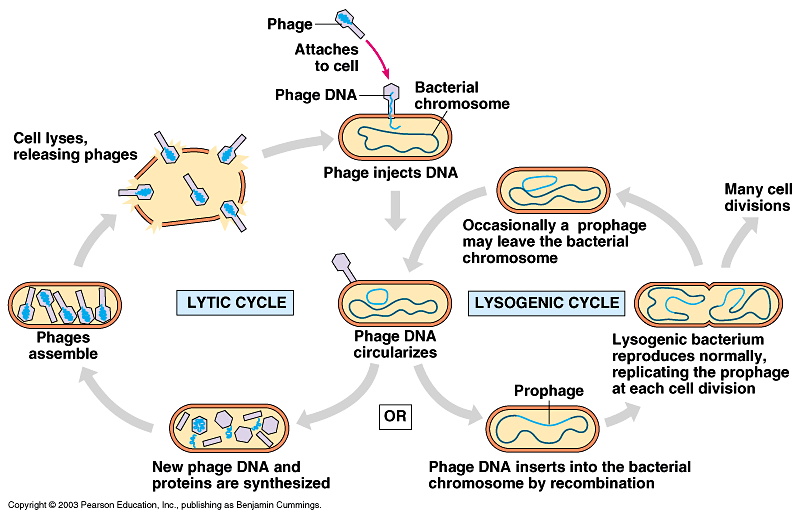 Phage
Attaches
to cell
Phage DNA
Bacterial
chromosome
Cell lyses,
releasing phages
Phage injects DNA
Many cell
divisions
Occasionally a prophage
may leave the bacterial
chromosome
LYTIC CYCLE
LYSOGENIC CYCLE
Phages
assemble
Phage DNA
circularizes
Lysogenic bacterium
reproduces normally,
replicating the prophage
at each cell division
Prophage
OR
New phage DNA and
proteins are synthesized
Phage DNA inserts into the bacterial
chromosome by recombination
Copyright © 2003 Pearson Education, Inc., publishing as Benjamin Cummings.